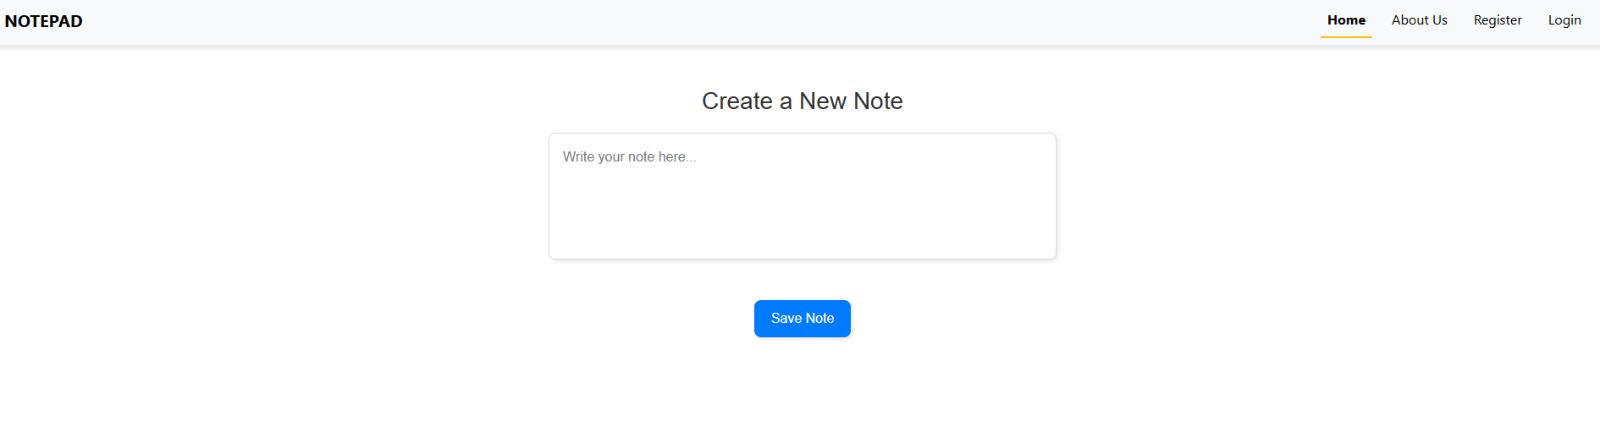 NOTEPAD
Home About Us Register Login
Create a New Note
Write your note here...
Save Note